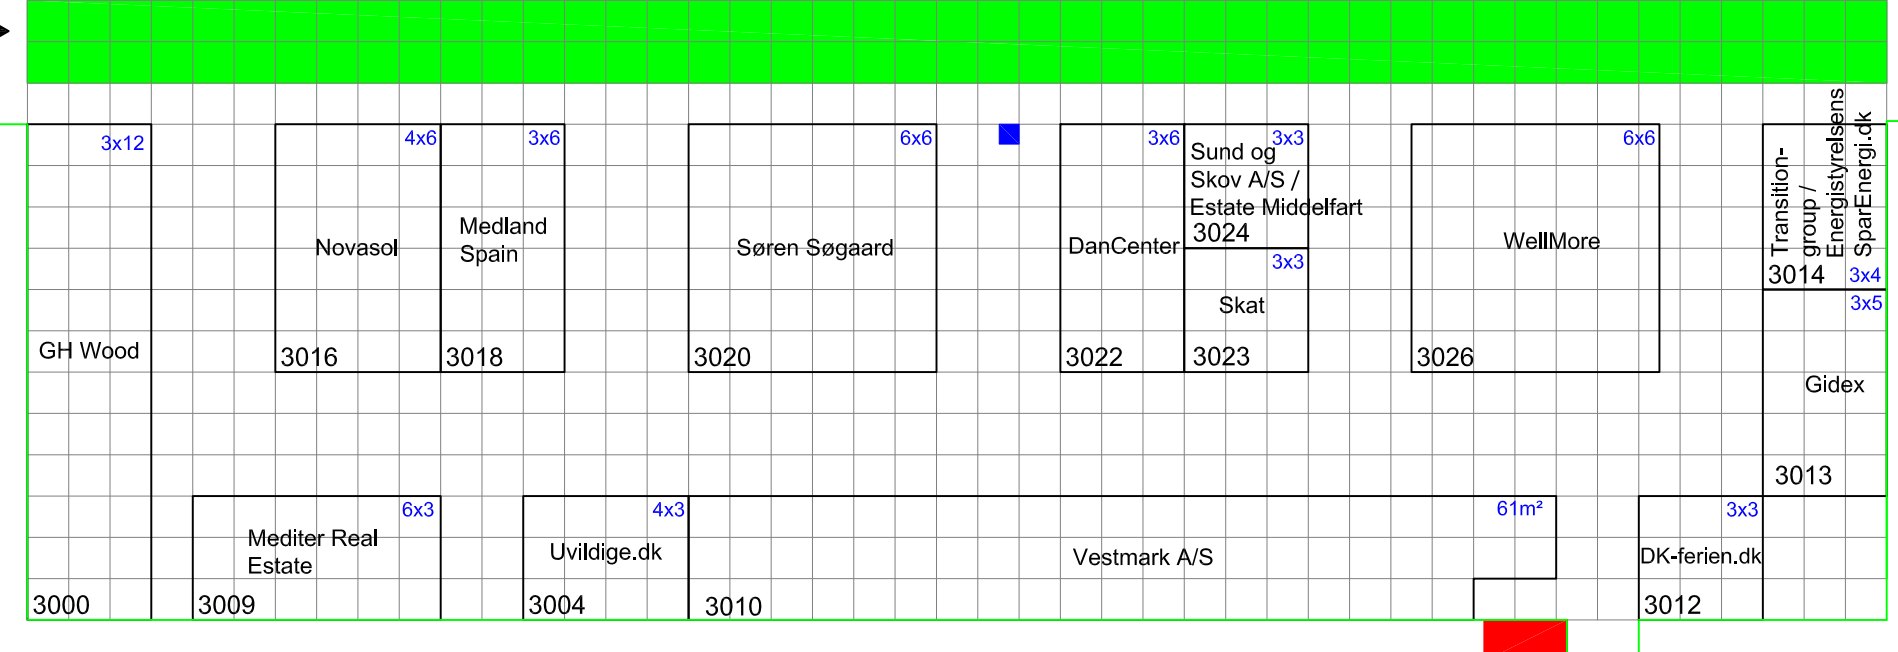 3x12
GH Wood
3000
4x6
Novasol
3016
3x6
Medland
Spain
3018
6x6
Søren Søgaard
3020
3x6
DanCenter
3022
3x3
Sund og
Skov A/S /
Estate Middelfart
3024
3x3
Skat
3023
6x6
WellMore
3026
Transition-
group /
Energistyrelsens
SparEnergi.dk
3014
3x4
3x5
Gidex
3013
6x3
Mediter Real
Estate
3009
4x3
Uvildige.dk
3004
61m²
Vestmark A/S
3010
3x3
DK-ferien.dk
3012